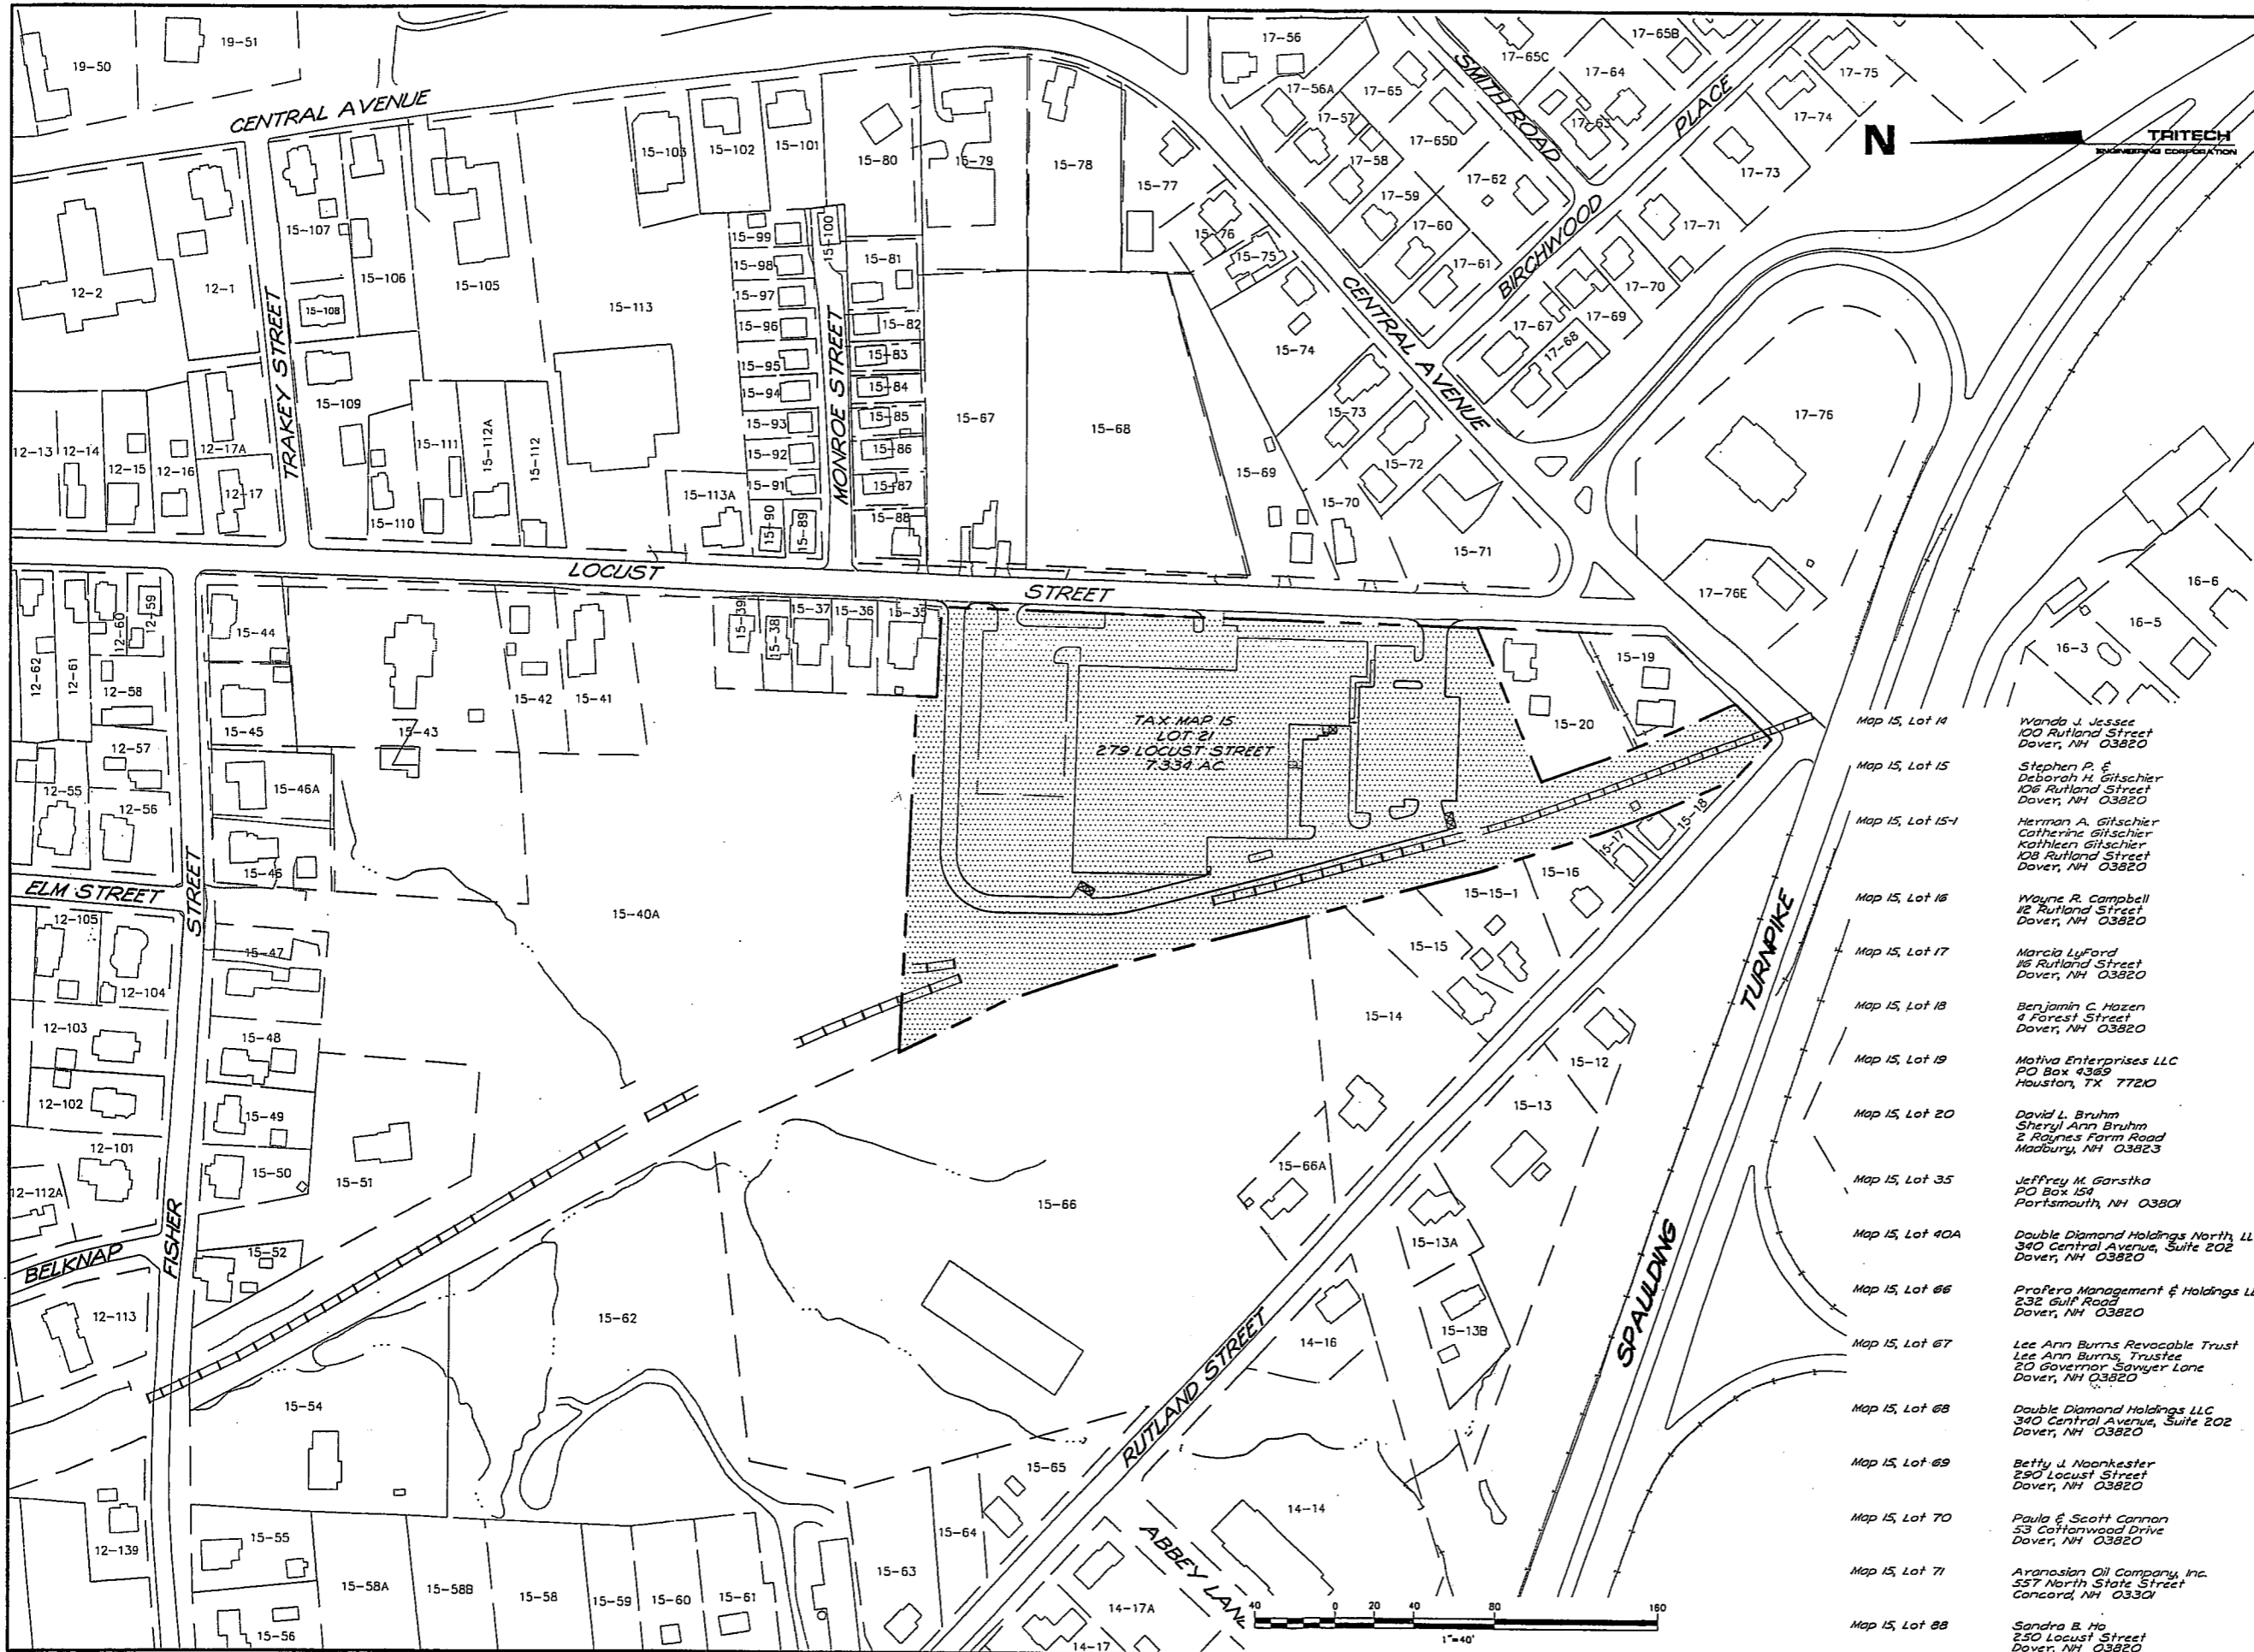 19-50
19-51
CENTRAL AVENUE
17-56
17-65C
17-65B
17-64
17-75
17-56A
17-65
SMITH ROAD
PLACE
17-57
17-65D
17-63
17-74
N
TRITECH
ENGINEERING CORPORATION
15-103
15-102
15-101
15-80
15-79
15-78
15-77
17-58
17-62
17-73
17-59
BIRCHWOOD
12-2
12-1
15-107
15-106
15-105
15-113
15-99
15-100
15-98
15-81
15-76
15-75
17-60
17-61
17-71
17-70
TRAKEY STREET
15-108
15-97
15-96
15-82
MONROE STREET
CENTRAL AVENUE
17-67
17-69
17-68
15-109
15-95
15-83
15-94
15-84
15-74
15-93
15-85
15-67
15-68
15-73
17-76
12-13
12-14
12-15
12-16
12-17A
12-17
15-111
15-112A
15-112
15-92
15-86
15-91
15-87
15-69
15-72
15-110
15-113A
15-90
15-89
15-88
15-70
15-71
LOCUST
STREET
17-76E
16-6
16-5
16-3
12-62
12-61
12-60
12-59
12-58
15-44
15-39
15-38
15-37
15-36
15-35
15-42
15-41
15-43
15-45
15-19
15-20
TAX MAP 15
LOT 21
279 LOCUST STREET
7.334 AC.
12-57
12-55
12-56
15-46A
15-46
ELM STREET
STREET
15-40A
15-18
15-17
15-16
15-15-1
15-15
15-14
12-105
12-104
15-47
12-103
15-48
12-102
15-49
12-101
15-50
15-51
12-112A
TURNPIKE
15-12
15-13
15-66A
15-66
15-13A
15-13B
BELKNAP
FISHER
15-52
12-113
15-62
14-16
SPAULDING
RUTLAND STREET
15-54
15-65
15-64
15-63
14-14
ABBEY LANE
12-139
15-55
15-56
15-58A
15-58B
15-58
15-59
15-60
15-61
14-17A
14-17
40 0 20 40 80 160
1"=40'
Map 15, Lot 14
Wanda J. Jessee
100 Rutland Street
Dover, NH 03820
Map 15, Lot 15
Stephen P. &
Deborah H. Gitschier
106 Rutland Street
Dover, NH 03820
Map 15, Lot 15-1
Herman A. Gitschier
Catherine Gitschier
Kathleen Gitschier
108 Rutland Street
Dover, NH 03820
Map 15, Lot 16
Wayne R. Campbell
112 Rutland Street
Dover, NH 03820
Map 15, Lot 17
Marcia LyFord
116 Rutland Street
Dover, NH 03820
Map 15, Lot 18
Benjamin C. Hazen
4 Forest Street
Dover, NH 03820
Map 15, Lot 19
Motiva Enterprises LLC
PO Box 4369
Houston, TX 77210
Map 15, Lot 20
David L. Bruhm
Sheryl Ann Bruhm
2 Raynes Farm Road
Madbury, NH 03823
Map 15, Lot 35
Jeffrey M. Garstka
PO Box 154
Portsmouth, NH 03801
Map 15, Lot 40A
Double Diamond Holdings North, LL
340 Central Avenue, Suite 202
Dover, NH 03820
Map 15, Lot 66
Profero Management & Holdings LL
232 Gulf Road
Dover, NH 03820
Map 15, Lot 67
Lee Ann Burns Revocable Trust
Lee Ann Burns, Trustee
20 Governor Sawyer Lane
Dover, NH 03820
Map 15, Lot 68
Double Diamond Holdings LLC
340 Central Avenue, Suite 202
Dover, NH 03820
Map 15, Lot 69
Betty J. Noonkester
290 Locust Street
Dover, NH 03820
Map 15, Lot 70
Paula & Scott Cannon
53 Cottonwood Drive
Dover, NH 03820
Map 15, Lot 71
Aranosian Oil Company, Inc.
557 North State Street
Concord, NH 03301
Map 15, Lot 88
Sandra B. Ho
250 Locust Street
Dover, NH 03820